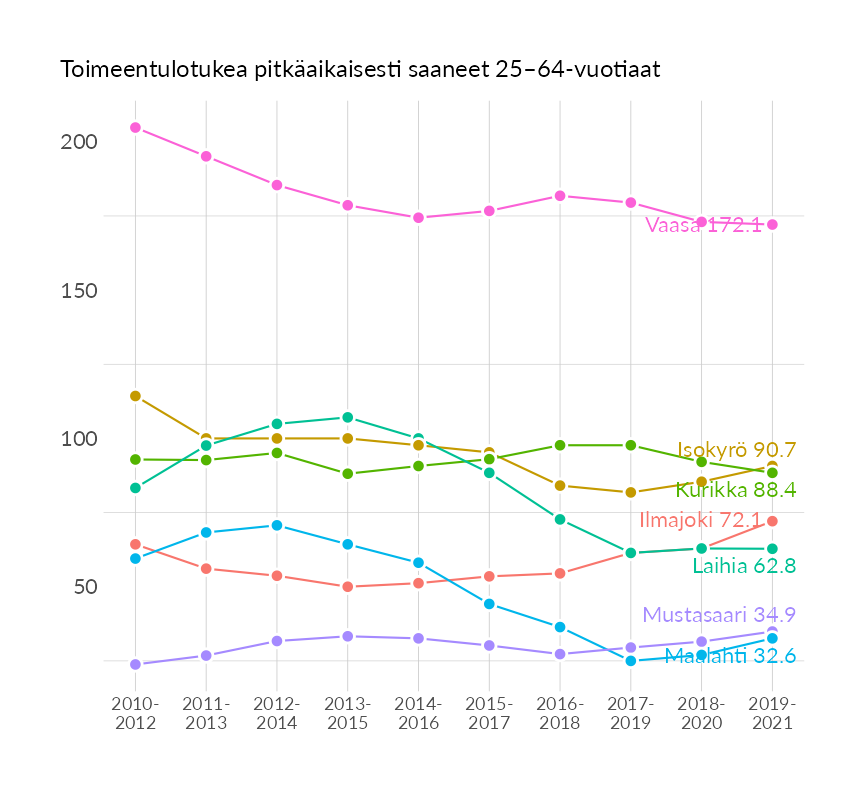 Toimeentulotukea pitkäaikaisesti saaneet 25–64-vuotiaat
200
Vaasa 172.1
150
100
Isokyrö 90.7
Kurikka 88.4
Ilmajoki 72.1
Laihia 62.8
50
Mustasaari 34.9
Maalahti 32.6
2010- 2011- 2012- 2013- 2014- 2015- 2016- 2017- 2018- 2019-
2012 2013 2014 2015 2016 2017 2018 2019 2020 2021